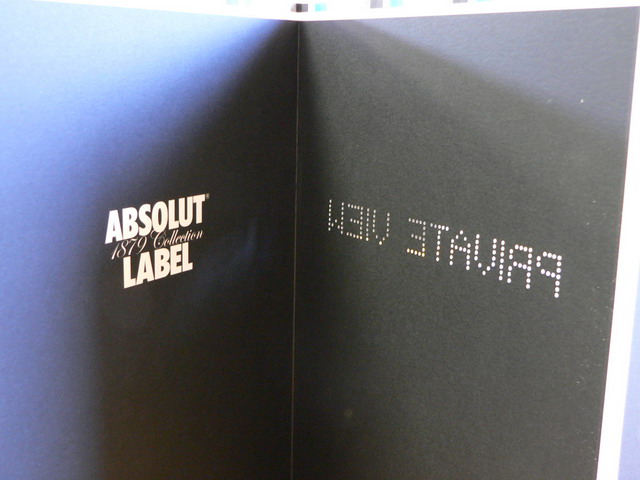 ABSOLUT®
1879 Collection
LABEL
PRIVATE VIEW